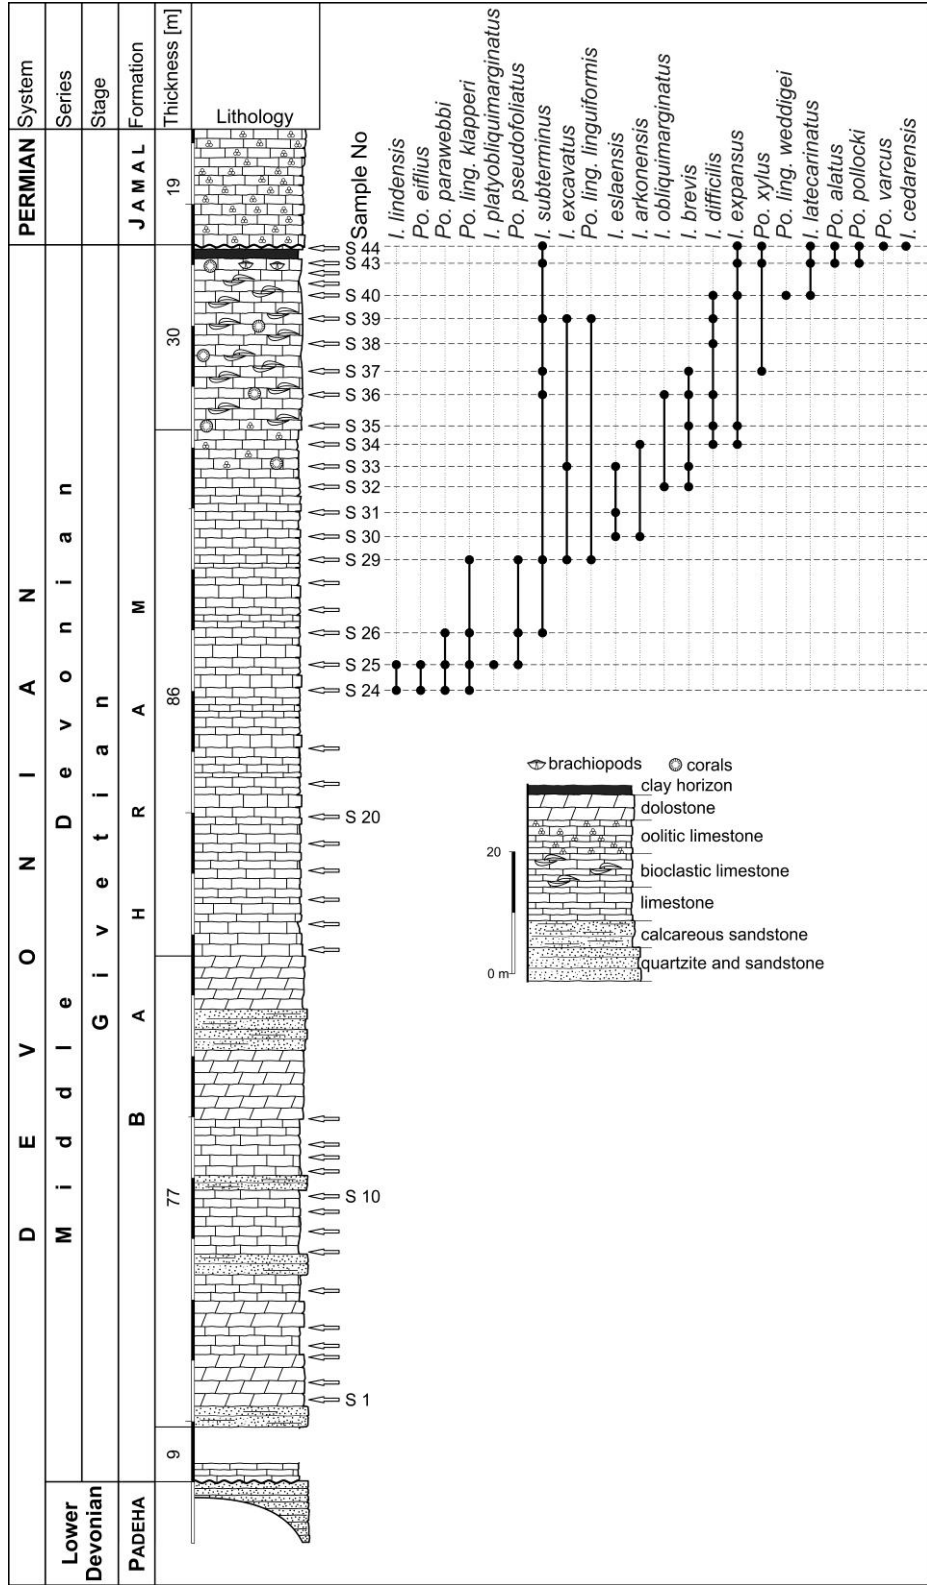 System
Series
Stage
Formation
Thickness [m]
Lithology
Sample No
I. lindensis
Po. eiflius
Po. parawebbi
Po. ling. klapperi
I. platyobliquimarginatus
Po. pseudofoliatus
I. subterminus
I. excavatus
Po. ling. linguiformis
I. eslaensis
I. arkonensis
I. obliquimarginatus
I. brevis
I. difficilis
I. expansus
Po. xylus
Po. ling. weddigei
I. latecarinatus
Po. alatus
Po. pollocki
Po. varcus
I. cedarensis
PERMIAN
JAMAL
19
S 44
S 43
S 40
S 39
30
S 38
S 37
S 36
S 35
S 34
S 33
S 32
S 31
S 30
S 29
S 26
S 25
S 24
DEVONIAN
Middle Devonian
Givetian
BAHRAM
86
S 20
brachiopods
corals
clay horizon
dolostone
oolitic limestone
20
bioclastic limestone
limestone
calcareous sandstone
0 m
quartzite and sandstone
77
S 10
S 1
9
Lower
Devonian
PADEHA